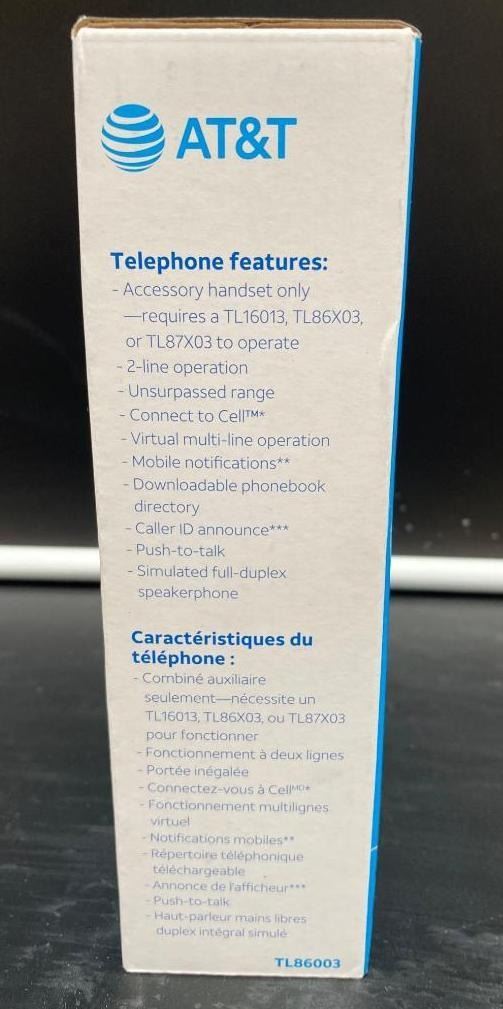 AT&T
Telephone features:
- Accessory handset only
—requires a TL16013, TL86X03,
or TL87X03 to operate
- 2-line operation
- Unsurpassed range
- Connect to Cell™*
- Virtual multi-line operation
- Mobile notifications**
- Downloadable phonebook
directory
- Caller ID announce***
- Push-to-talk
- Simulated full-duplex
speakerphone
Caractéristiques du
téléphone :
- Combiné auxiliaire
seulement—nécessite un
TL16013, TL86X03, ou TL87X03
pour fonctionner
- Fonctionnement à deux lignes
- Portée inégalée
- Connectez-vous à Cellᴹᴰ*
- Fonctionnement multilignes
virtuel
- Notifications mobiles**
- Répertoire téléphonique
téléchargeable
- Annonce de l'afficheur***
- Push-to-talk
- Haut-parleur mains libres
duplex intégral simulé
TL86003